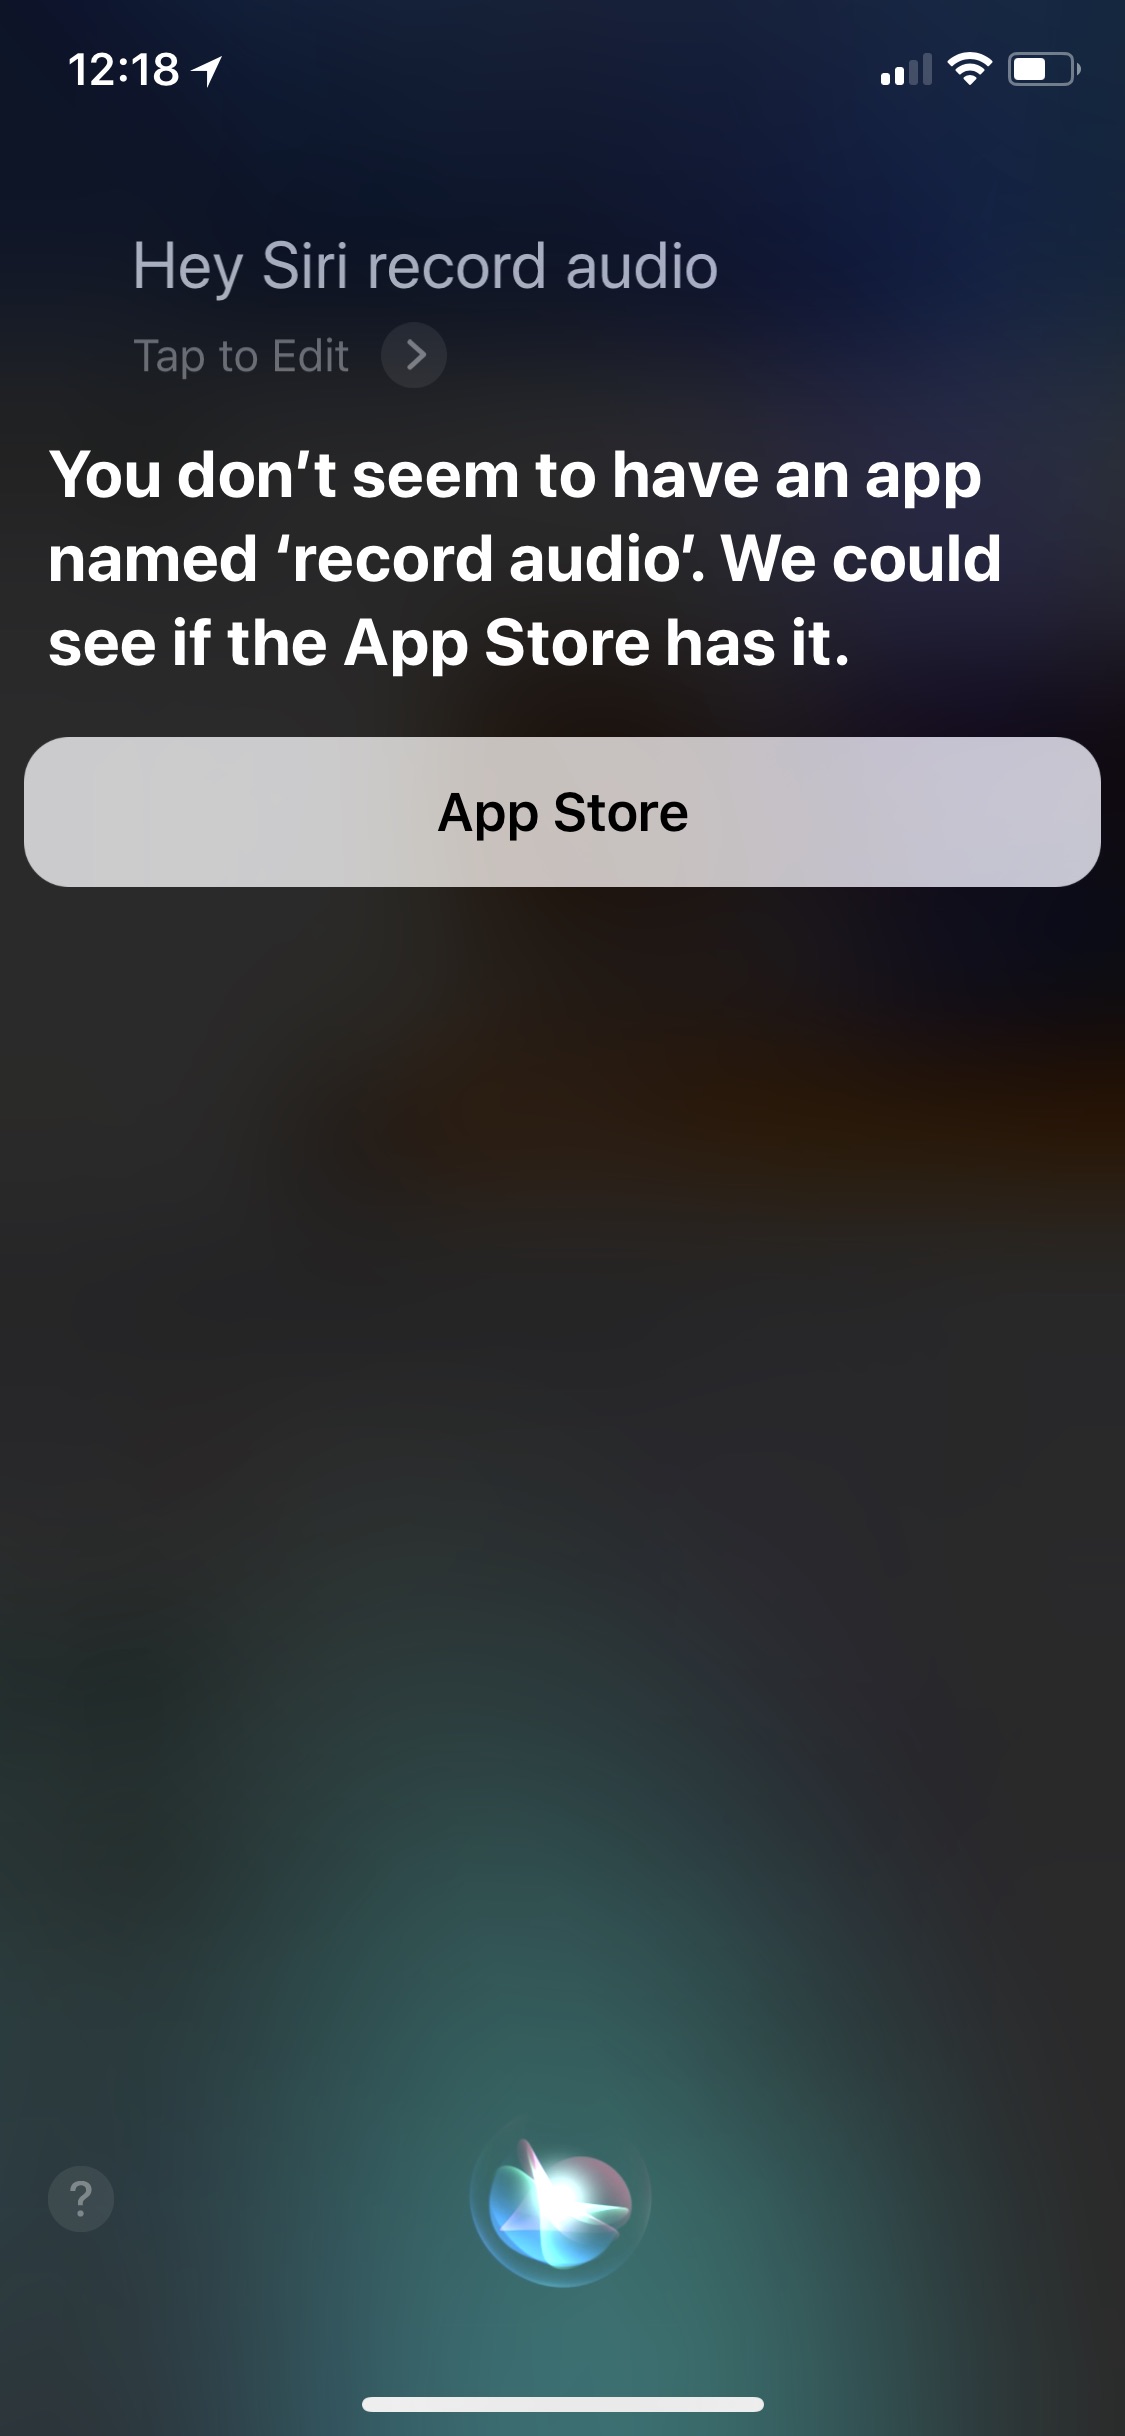 12:18
Hey Siri record audio
Tap to Edit
You don’t seem to have an app
named ‘record audio’. We could
see if the App Store has it.
App Store
?